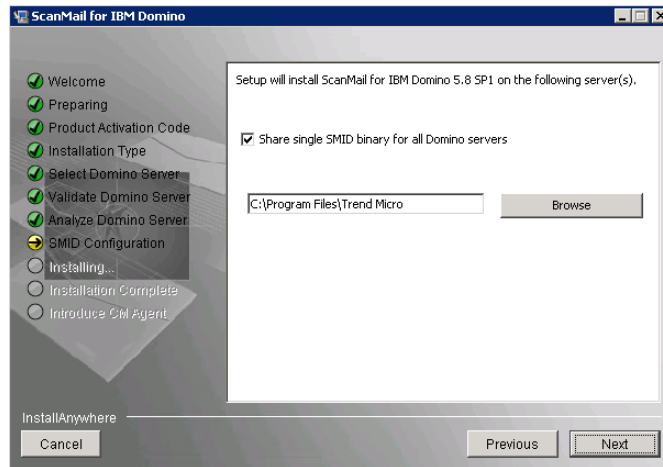 ScanMail for IBM Domino
Welcome
Preparing
Product Activation Code
Installation Type
Select Domino Server
Validate Domino Server
Analyze Domino Server
SMID Configuration
Installing...
Installation Complete
Introduce CM Agent
Setup will install ScanMail for IBM Domino 5.8 SP1 on the following server(s).
Share single SMID binary for all Domino servers
C:\Program Files\Trend Micro
Browse
InstallAnywhere
Cancel
Previous
Next